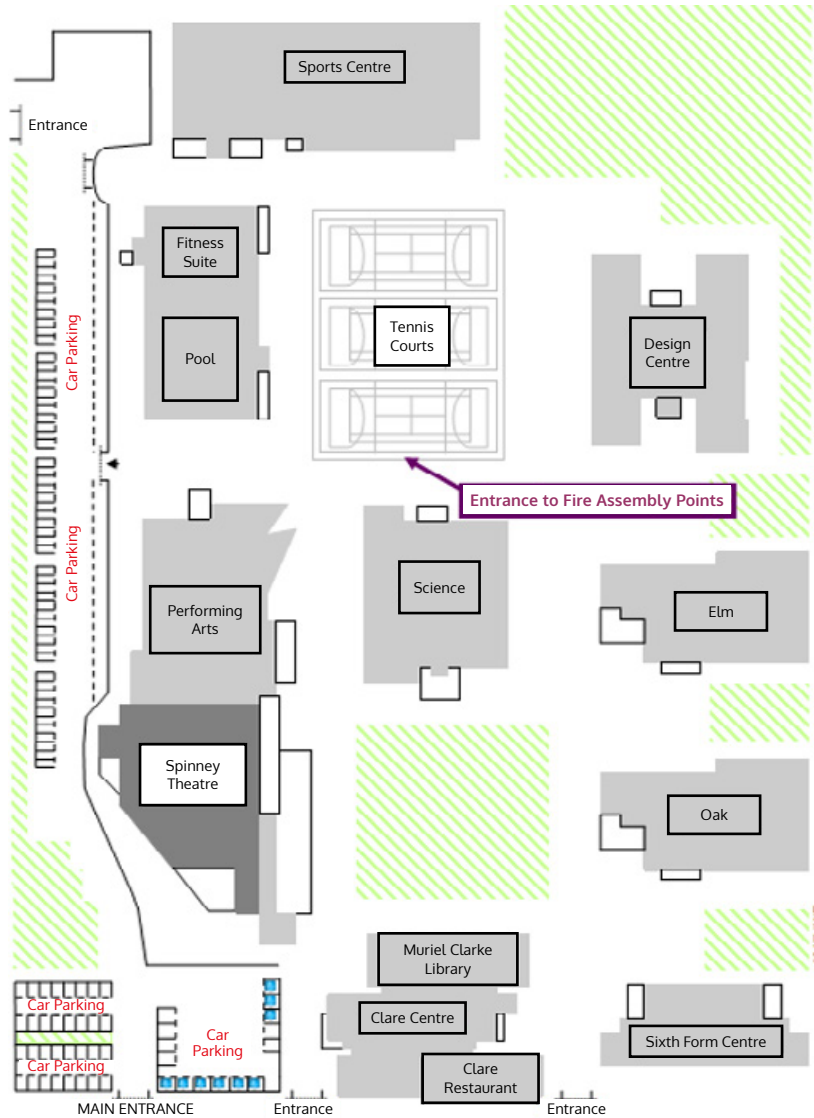 Sports Centre
Entrance
Fitness
Suite
Car Parking
Tennis
Courts
Pool
Design
Centre
Entrance to Fire Assembly Points
Car Parking
Science
Performing
Arts
Elm
Spinney
Theatre
Oak
Muriel Clarke
Library
Car Parking
Clare Centre
Car
Parking
Sixth Form Centre
Car Parking
Clare
Restaurant
MAIN ENTRANCE
Entrance
Entrance